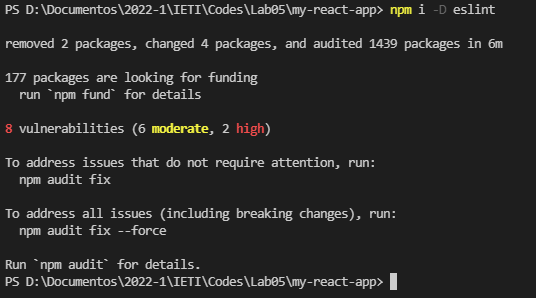 PS D:\Documentos\2022-1\IETI\Codes\Lab05\my-react-app> npm i -D eslint
removed 2 packages, changed 4 packages, and audited 1439 packages in 6m
177 packages are looking for funding
  run `npm fund` for details
8 vulnerabilities (6 moderate, 2 high)
To address issues that do not require attention, run:
  npm audit fix
To address all issues (including breaking changes), run:
  npm audit fix --force
Run `npm audit` for details.
PS D:\Documentos\2022-1\IETI\Codes\Lab05\my-react-app>